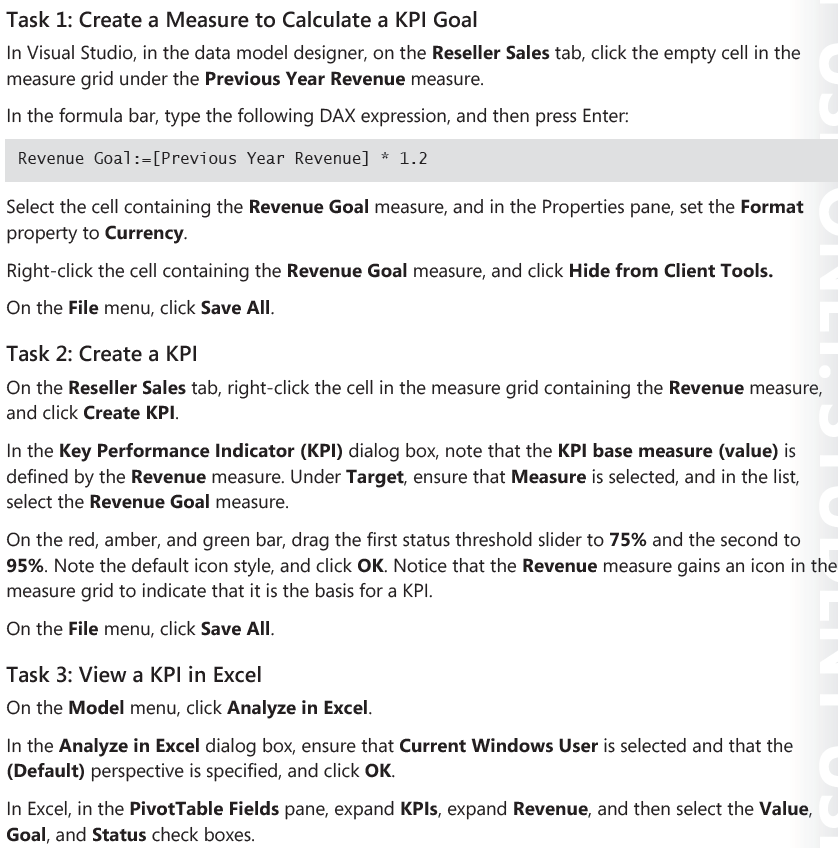 Task 1: Create a Measure to Calculate a KPI Goal
In Visual Studio, in the data model designer, on the Reseller Sales tab, click the empty cell in the
measure grid under the Previous Year Revenue measure.
In the formula bar, type the following DAX expression, and then press Enter:
Revenue Goal:=[Previous Year Revenue] * 1.2
Select the cell containing the Revenue Goal measure, and in the Properties pane, set the Format
property to Currency.
Right-click the cell containing the Revenue Goal measure, and click Hide from Client Tools.
On the File menu, click Save All.
Task 2: Create a KPI
On the Reseller Sales tab, right-click the cell in the measure grid containing the Revenue measure,
and click Create KPI.
In the Key Performance Indicator (KPI) dialog box, note that the KPI base measure (value) is
defined by the Revenue measure. Under Target, ensure that Measure is selected, and in the list,
select the Revenue Goal measure.
On the red, amber, and green bar, drag the first status threshold slider to 75% and the second to
95%. Note the default icon style, and click OK. Notice that the Revenue measure gains an icon in the
measure grid to indicate that it is the basis for a KPI.
On the File menu, click Save All.
Task 3: View a KPI in Excel
On the Model menu, click Analyze in Excel.
In the Analyze in Excel dialog box, ensure that Current Windows User is selected and that the
(Default) perspective is specified, and click OK.
In Excel, in the PivotTable Fields pane, expand KPIs, expand Revenue, and then select the Value,
Goal, and Status check boxes.